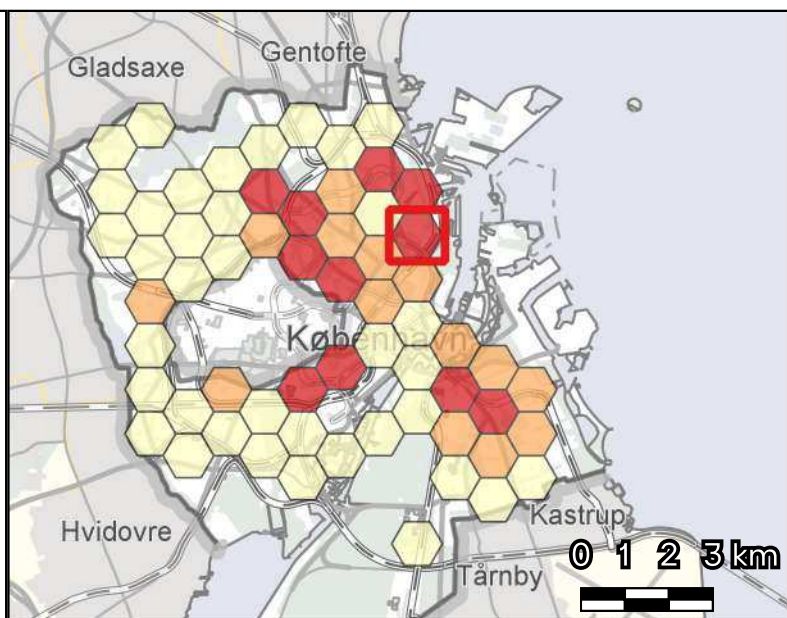 Gentofte
Gladsaxe
København
Hvidovre
Kastrup
0 1 2 3 km
Tårnby